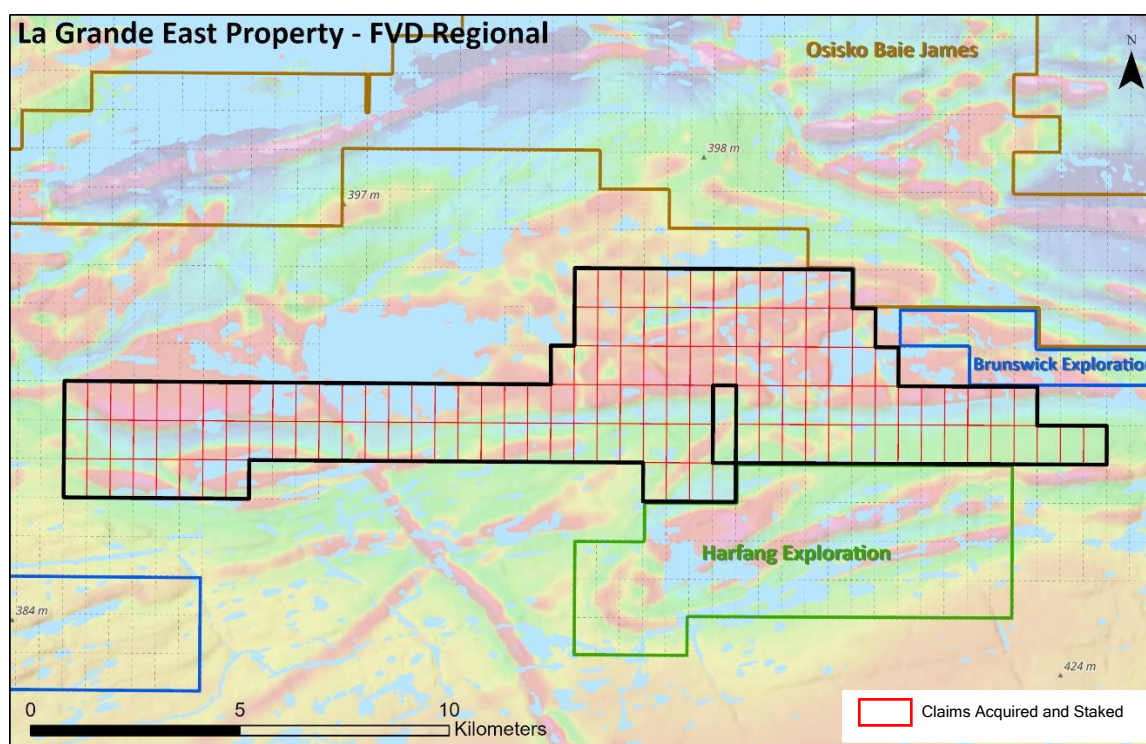 La Grande East Property - FVD Regional
Osisko Baie James
N
398 m
397 m
Brunswick Exploration
Harfang Exploration
384 m
424 m
0 5 10
Kilometers
Claims Acquired and Staked